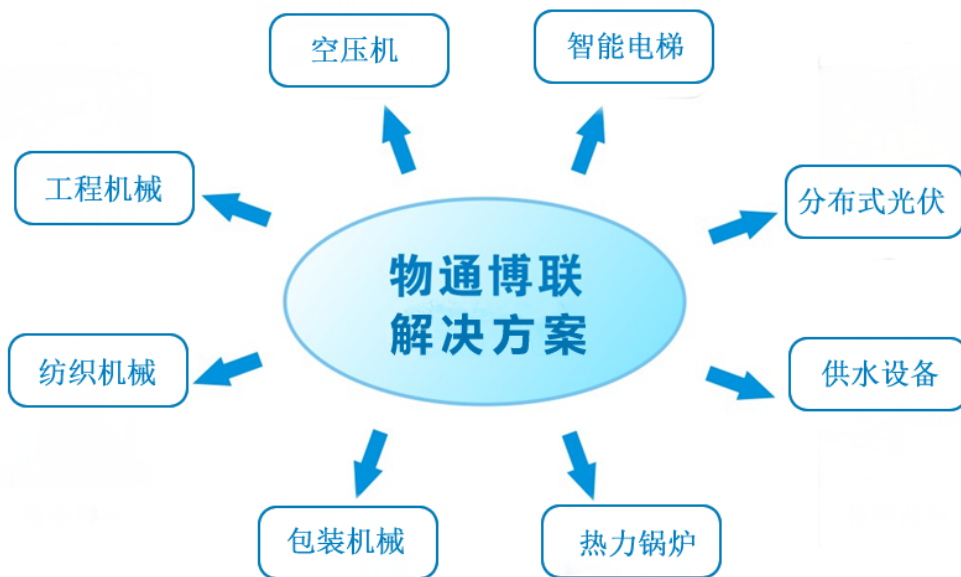 空压机
智能电梯
工程机械
分布式光伏
物通博联
解决方案
纺织机械
供水设备
包装机械
热力锅炉